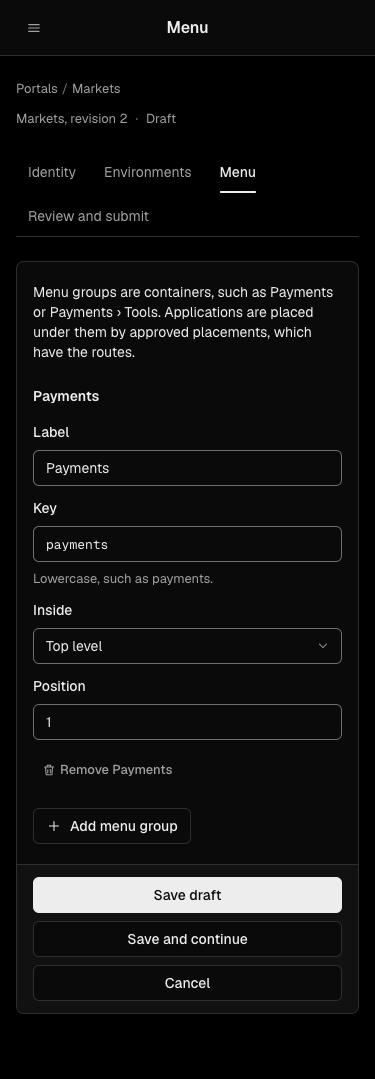 Menu
Portals / Markets
Markets, revision 2 · Draft
Identity Environments Menu
Review and submit
Menu groups are containers, such as Payments
or Payments › Tools. Applications are placed
under them by approved placements, which
have the routes.
Payments
Label
Payments
Key
payments
Lowercase, such as payments.
Inside
Top level
Position
1
Remove Payments
Add menu group
Save draft
Save and continue
Cancel